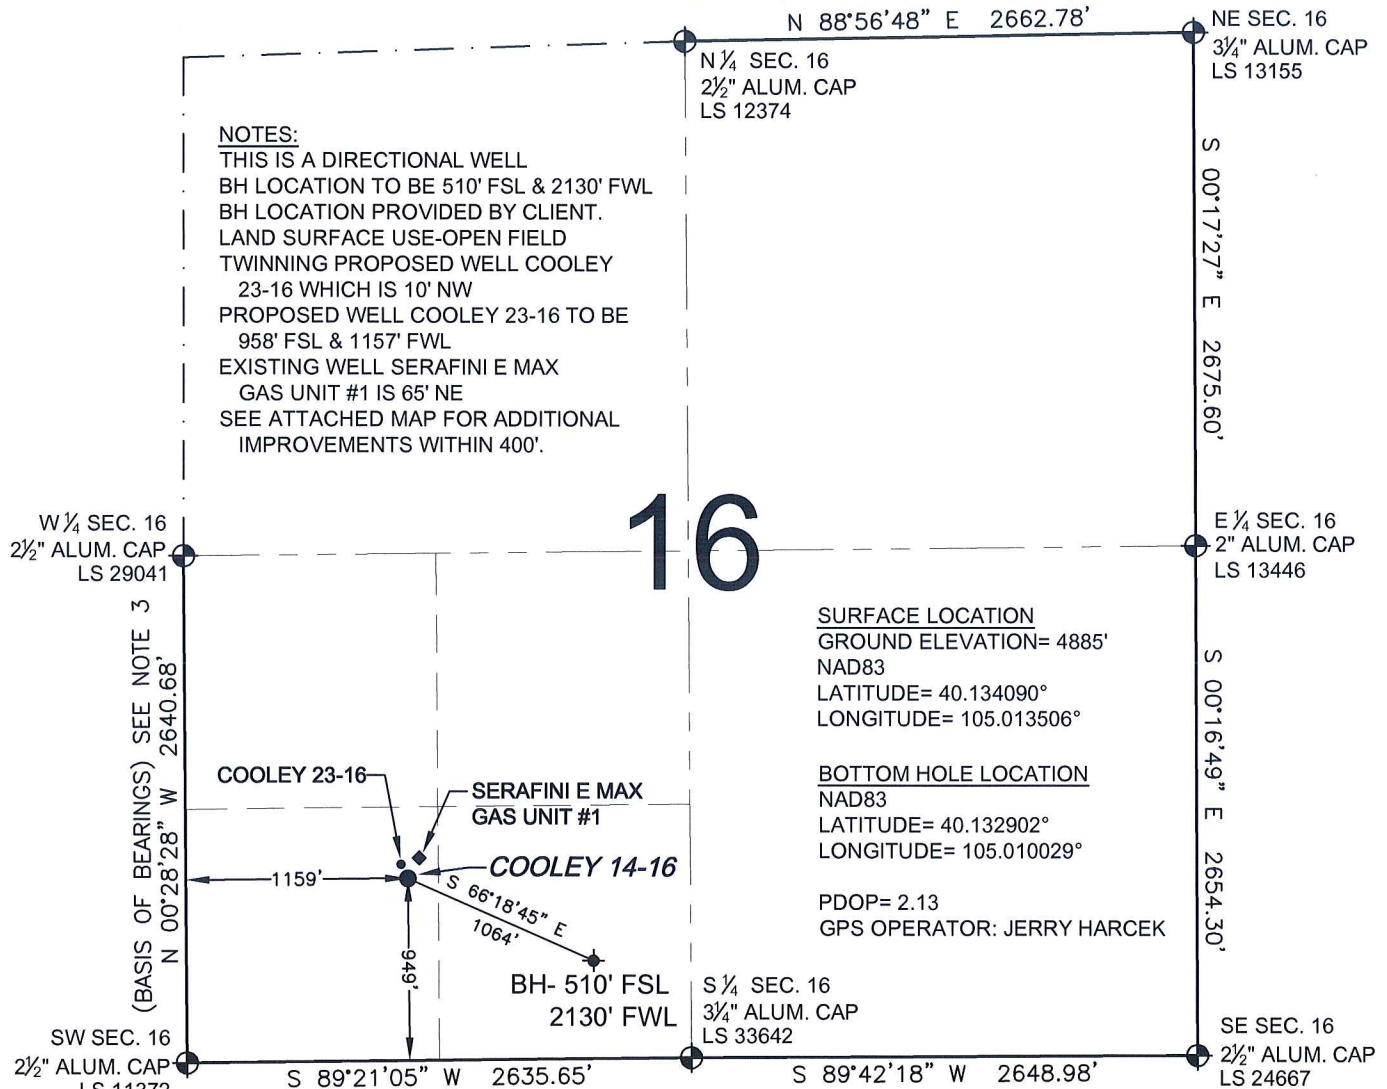 N 88°56'48" E 2662.78'
NE SEC. 16
3¼" ALUM. CAP
LS 13155
N ¼ SEC. 16
2½" ALUM. CAP
LS 12374
NOTES:
THIS IS A DIRECTIONAL WELL
BH LOCATION TO BE 510' FSL & 2130' FWL
BH LOCATION PROVIDED BY CLIENT.
LAND SURFACE USE-OPEN FIELD
TWINNING PROPOSED WELL COOLEY
23-16 WHICH IS 10' NW
PROPOSED WELL COOLEY 23-16 TO BE
958' FSL & 1157' FWL
EXISTING WELL SERAFINI E MAX
GAS UNIT #1 IS 65' NE
SEE ATTACHED MAP FOR ADDITIONAL
IMPROVEMENTS WITHIN 400'.
S 00°17'27" E 2675.60'
16
W ¼ SEC. 16
2½" ALUM. CAP
LS 29041
E ¼ SEC. 16
2" ALUM. CAP
LS 13446
(BASIS OF BEARINGS) SEE NOTE 3
N 00°28'28" W 2640.68'
SURFACE LOCATION
GROUND ELEVATION= 4885'
NAD83
LATITUDE= 40.134090°
LONGITUDE= 105.013506°
BOTTOM HOLE LOCATION
NAD83
LATITUDE= 40.132902°
LONGITUDE= 105.010029°
PDOP= 2.13
GPS OPERATOR: JERRY HARCEK
S 00°16'49" E 2654.30'
COOLEY 23-16
SERAFINI E MAX
GAS UNIT #1
COOLEY 14-16
1159'
S 66°18'45" E
1064'
949'
BH- 510' FSL
2130' FWL
S ¼ SEC. 16
3¼" ALUM. CAP
LS 33642
SW SEC. 16
2½" ALUM. CAP
SE SEC. 16
2½" ALUM. CAP
LS 24667
S 89°21'05" W 2635.65'
S 89°42'18" W 2648.98'